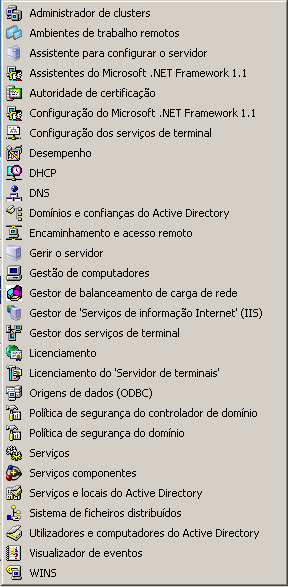 Administrador de clusters
Ambientes de trabalho remotos
Assistente para configurar o servidor
Assistentes do Microsoft .NET Framework 1.1
Autoridade de certificação
Configuração do Microsoft .NET Framework 1.1
Configuração dos serviços de terminal
Desempenho
DHCP
DNS
Domínios e confianças do Active Directory
Encaminhamento e acesso remoto
Gerir o servidor
Gestão de computadores
Gestor de balanceamento de carga de rede
Gestor de 'Serviços de informação Internet' (IIS)
Gestor dos serviços de terminal
Licenciamento
Licenciamento do 'Servidor de terminais'
Origens de dados (ODBC)
Política de segurança do controlador de domínio
Política de segurança do domínio
Serviços
Serviços componentes
Serviços e locais do Active Directory
Sistema de ficheiros distribuídos
Utilizadores e computadores do Active Directory
Visualizador de eventos
WINS